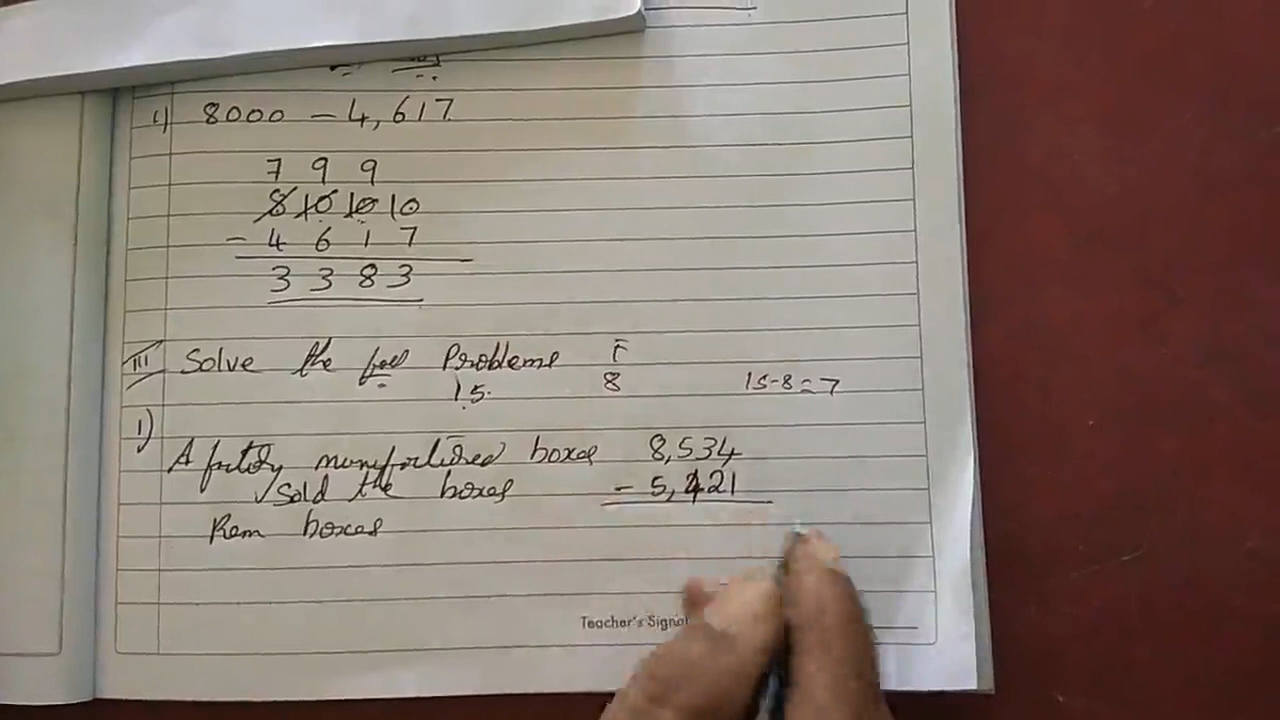 1) 8000 – 4,617
7 9 9
8 10 10 10
– 4 6 1 7
3 3 8 3
III Solve the foll Problems F
15. 8 15-8=7
1)
A factory manufactured boxes 8,534
Sold the boxes – 5,421
Rem boxes
Teacher's Signat